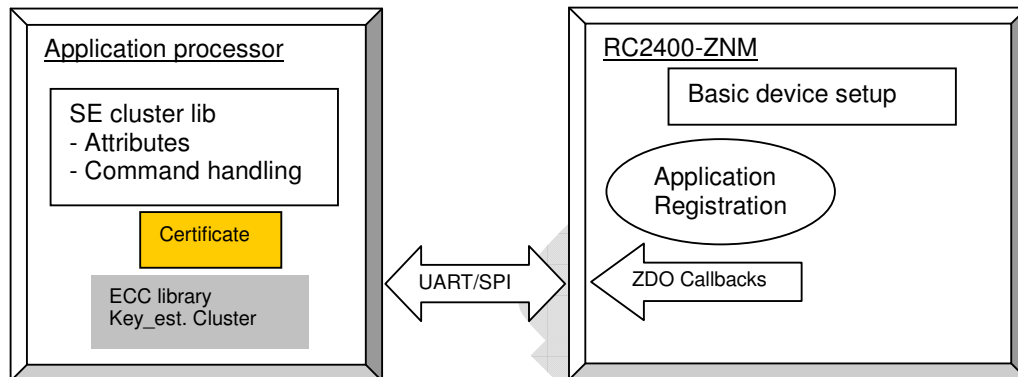 Application processor
SE cluster lib
- Attributes
- Command handling
Certificate
ECC library
Key_est. Cluster
UART/SPI
RC2400-ZNM
Basic device setup
Application
Registration
ZDO Callbacks